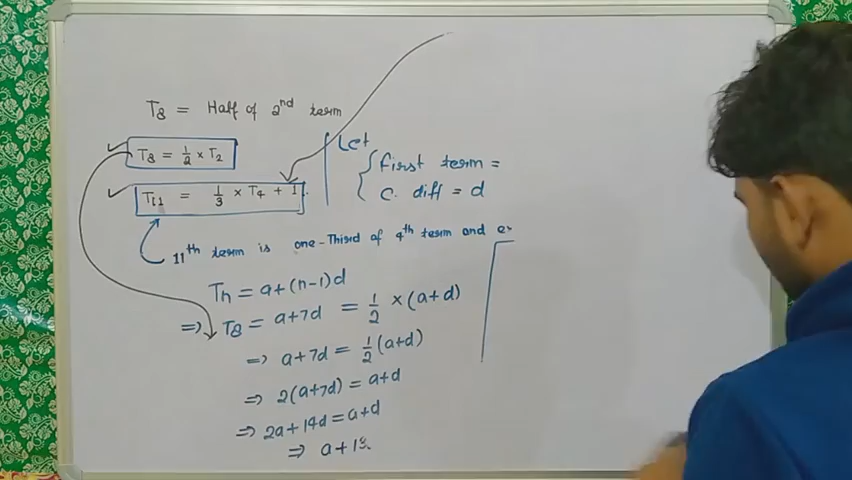 T8 = Half of 2nd term
T8 = 1/2 × T2
Let
First term =
c. diff = d
T11 = 1/3 × T4 + 1
11th term is one-Third of 4th term and
Tn = a+(n-1)d
=> T8 = a+7d = 1/2 × (a+d)
=> a+7d = 1/2 (a+d)
=> 2(a+7d) = a+d
=> 2a+14d = a+d
=> a+13